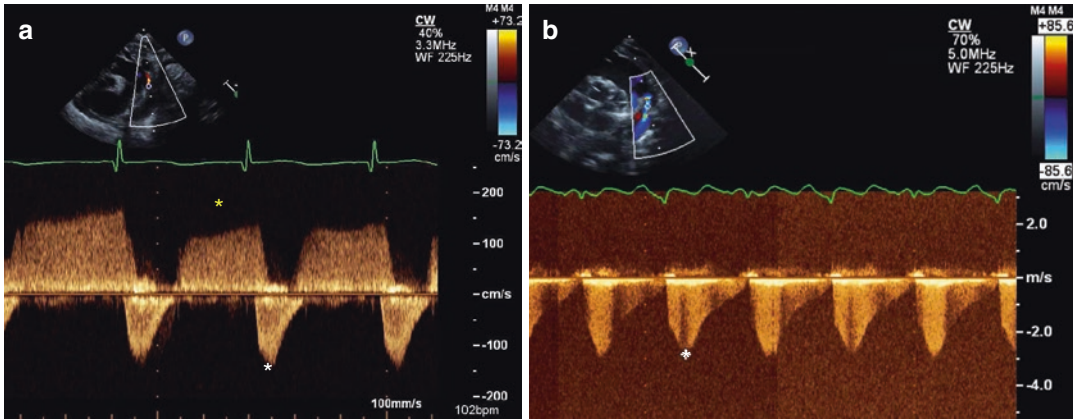 a
CW
40%
3.3MHz
WF 225Hz
P
M4 M4
+73.2
-73.2
cm/s
200
100
cm/s
-100
-200
*
*
100mm/s
102bpm
b
CW
70%
5.0MHz
WF 225Hz
P
X
M4 M4
+85.6
-85.6
cm/s
2.0
m/s
-2.0
-4.0
*